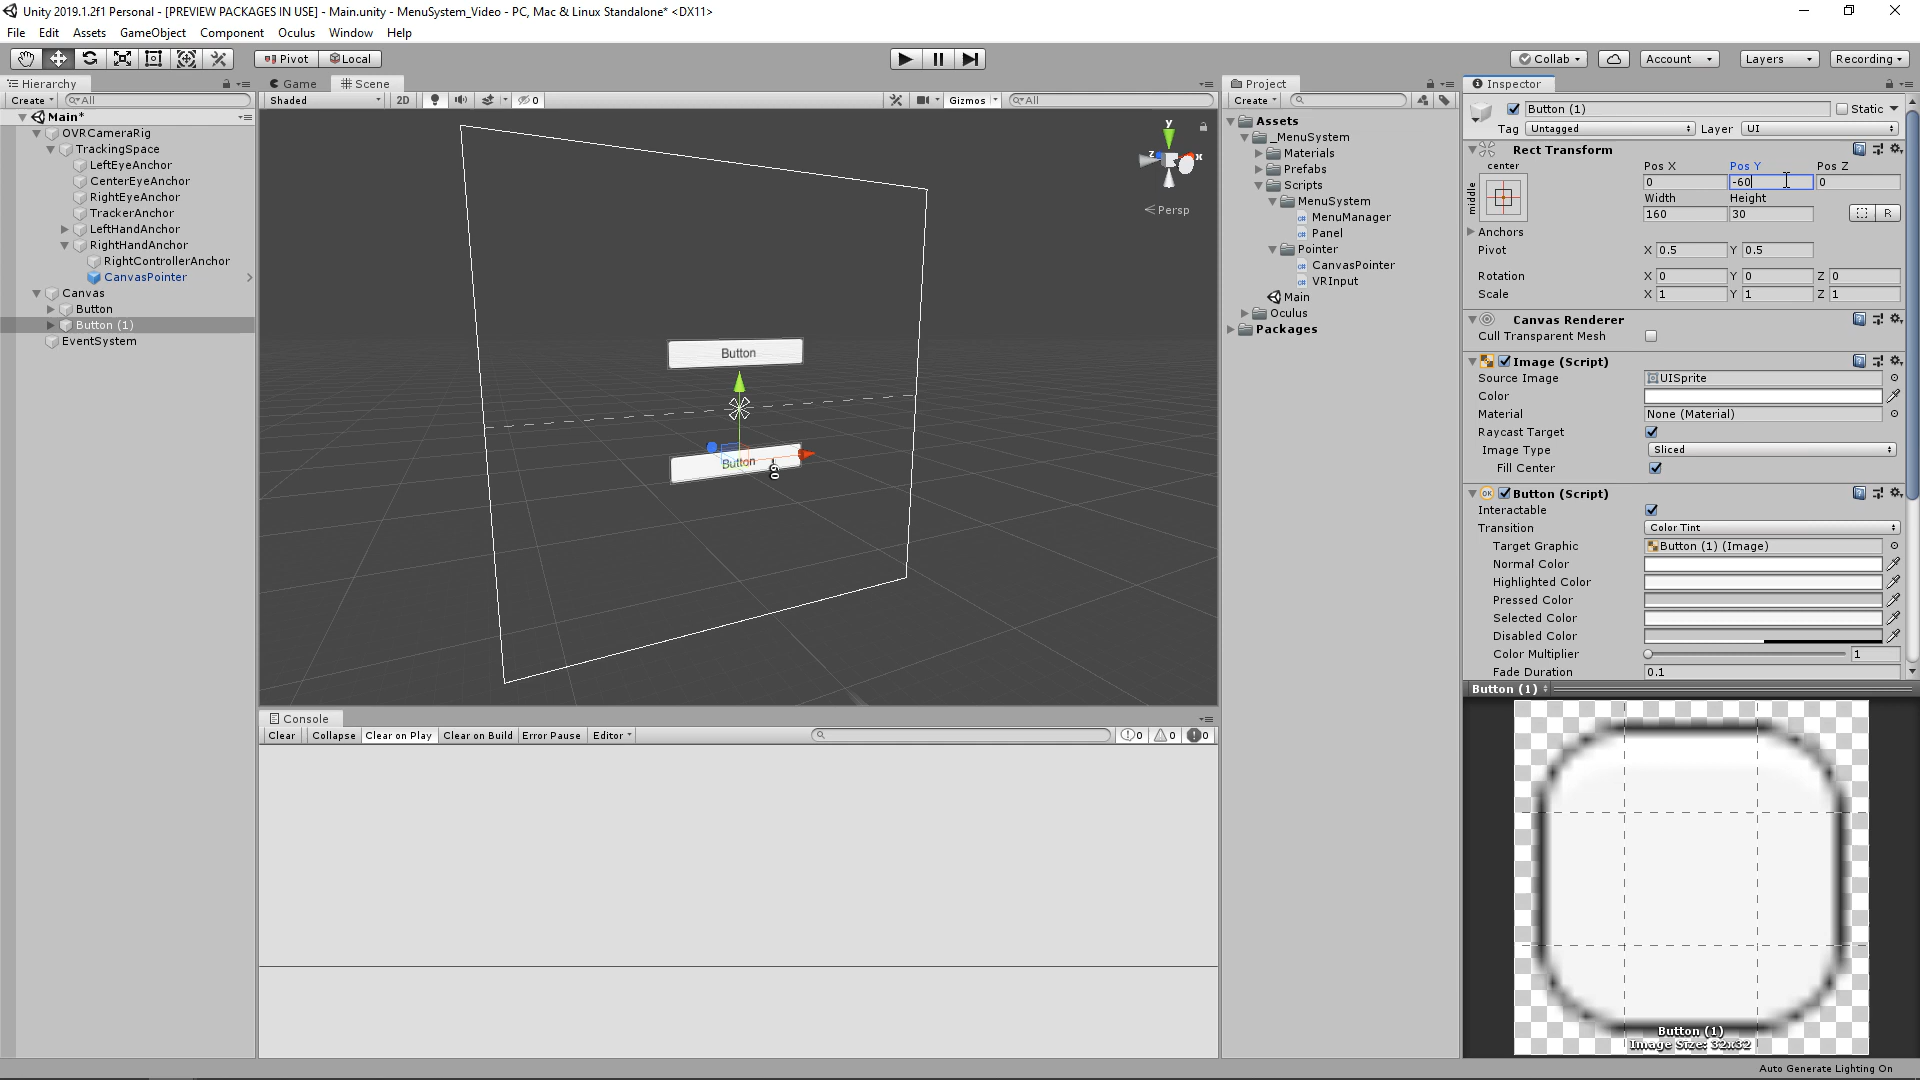 Unity 2019.1.2f1 Personal - [PREVIEW PACKAGES IN USE] - Main.unity - MenuSystem_Video - PC, Mac & Linux Standalone* <DX11>
File Edit Assets GameObject Component Oculus Window Help
Pivot Local Collab Account Layers Recording
Hierarchy Game Scene Project Inspector
Create All Shaded 2D 0 Gizmos All Create
Button (1) Static
Tag Untagged Layer UI
Main*
OVRCameraRig
TrackingSpace
LeftEyeAnchor
CenterEyeAnchor
RightEyeAnchor
TrackerAnchor
LeftHandAnchor
RightHandAnchor
RightControllerAnchor
CanvasPointer
Canvas
Button
Button (1)
EventSystem
y
z
x
Persp
Button
Button
60
Console
Clear Collapse Clear on Play Clear on Build Error Pause Editor 0 0 0
Assets
_MenuSystem
Materials
Prefabs
Scripts
MenuSystem
MenuManager
Panel
Pointer
CanvasPointer
VRInput
Main
Oculus
Packages
Rect Transform
center Pos X Pos Y Pos Z
middle
0 -60 0
Width Height
160 30 R
Anchors
Pivot X 0.5 Y 0.5
Rotation X 0 Y 0 Z 0
Scale X 1 Y 1 Z 1
Canvas Renderer
Cull Transparent Mesh
Image (Script)
Source Image UISprite
Color
Material None (Material)
Raycast Target
Image Type Sliced
Fill Center
OK Button (Script)
Interactable
Transition Color Tint
Target Graphic Button (1) (Image)
Normal Color
Highlighted Color
Pressed Color
Selected Color
Disabled Color
Color Multiplier 1
Fade Duration 0.1
Button (1)
Button (1)
Image Size: 32x32
Auto Generate Lighting On